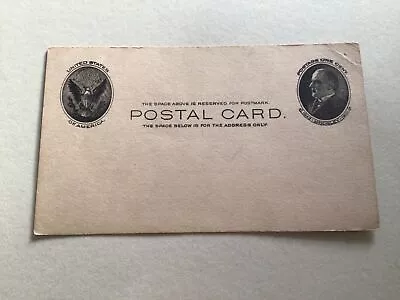 UNITED STATES
OF AMERICA.
POSTAGE ONE CENT.
THE SPACE ABOVE IS RESERVED FOR POSTMARK.
POSTAL CARD.
THE SPACE BELOW IS FOR THE ADDRESS ONLY.